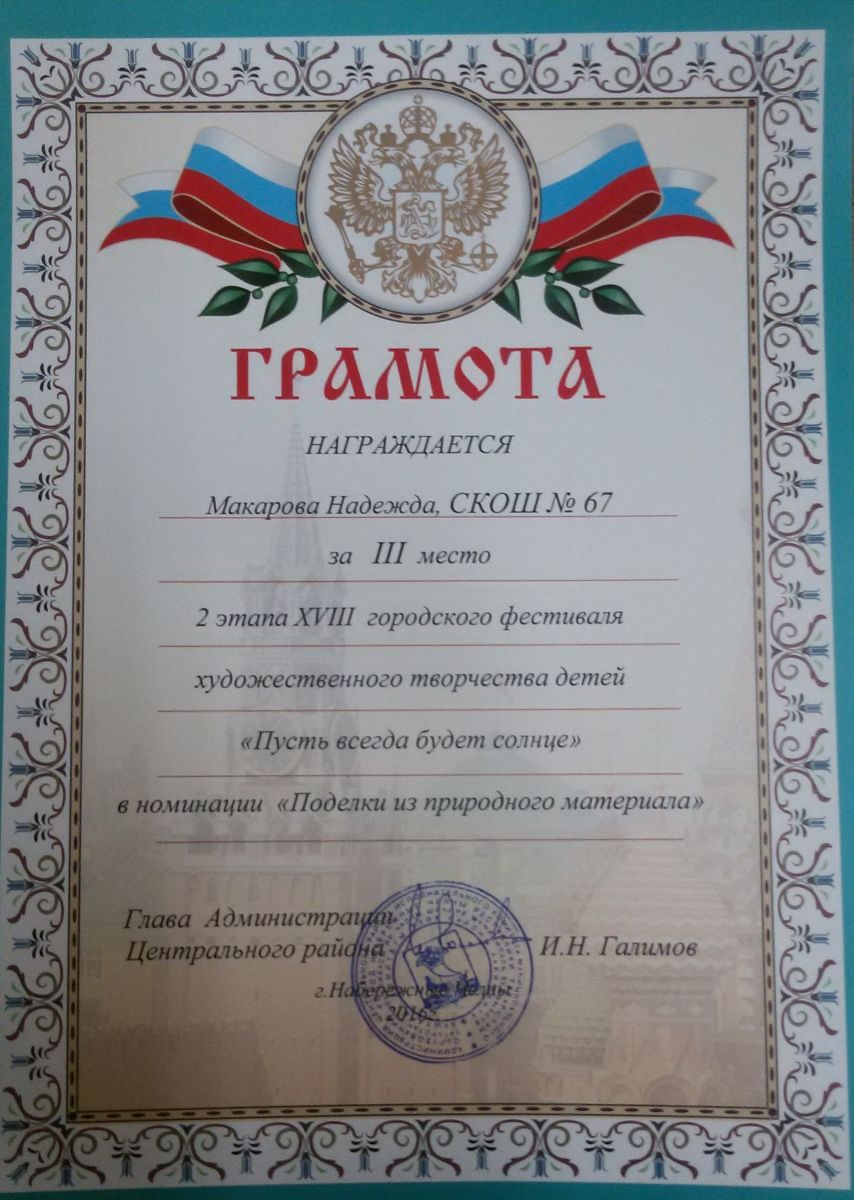 ГРАМОТА
НАГРАЖДАЕТСЯ
Макарова Надежда, СКОШ № 67
за III место
2 этапа XVIII городского фестиваля
художественного творчества детей
«Пусть всегда будет солнце»
в номинации «Поделки из природного материала»
Глава Администрации
Центрального района
И.Н. Галимов
г.Набережные Челны
2016г.